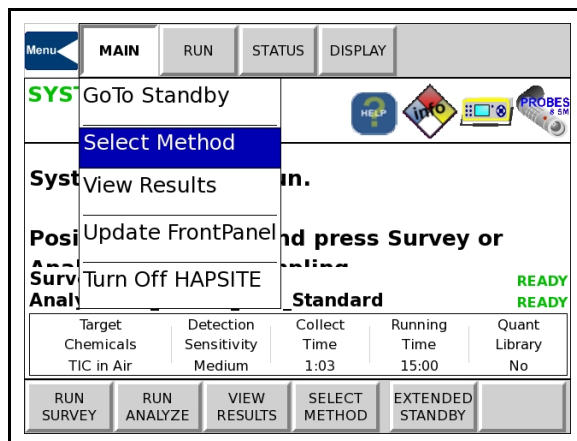 Menu MAIN RUN STATUS DISPLAY
SYS
GoTo Standby
HELP info PROBES
& SM
Select Method
Syst un.
View Results
Update FrontPanel
Posi nd press Survey or
Surv READY
Turn Off HAPSITE
Analy _Standard READY
Target Detection Collect Running Quant
Chemicals Sensitivity Time Time Library
TIC in Air Medium 1:03 15:00 No
RUN RUN VIEW SELECT EXTENDED
SURVEY ANALYZE RESULTS METHOD STANDBY